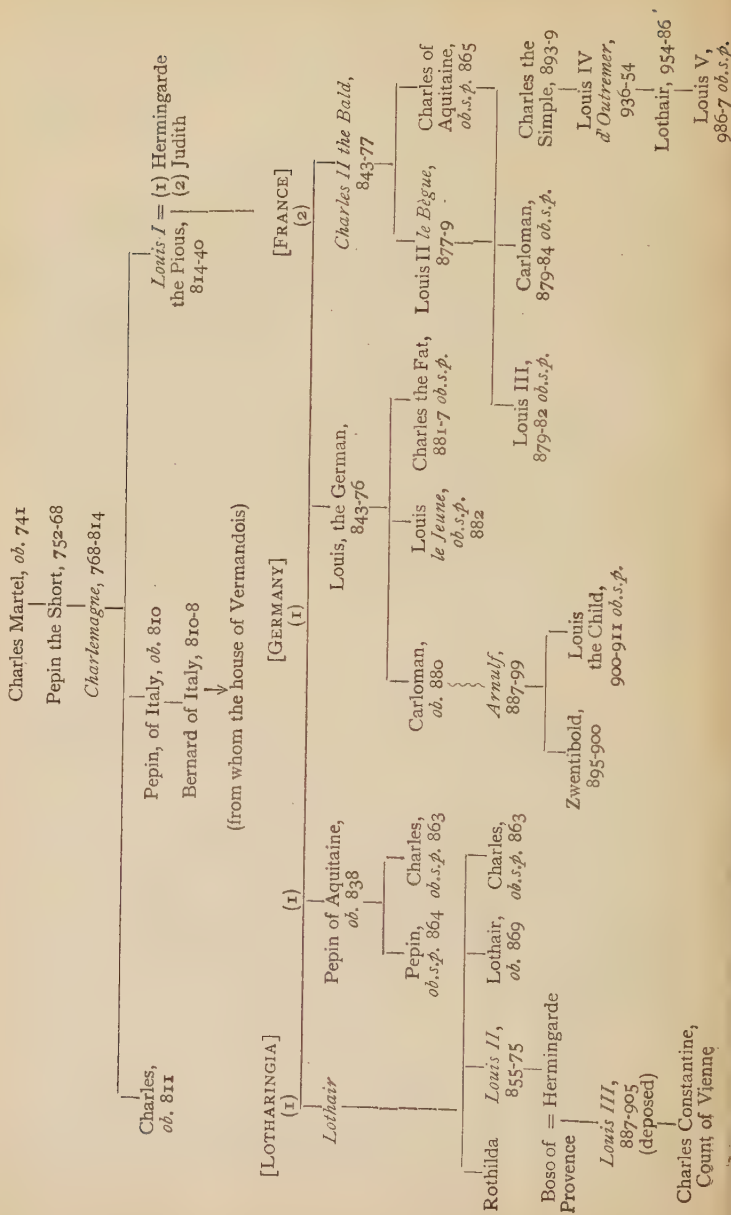 Charles Martel, ob. 741
Pepin the Short, 752-68
Charlemagne, 768-814
Charles,
ob. 811
Pepin, of Italy, ob. 810
Bernard of Italy, 810-8
(from whom the house of Vermandois)
Louis I = (1) Hermingarde
the Pious, (2) Judith
814-40
[LOTHARINGIA]
(1)
Lothair
(1)
Pepin of Aquitaine,
ob. 838
[GERMANY]
(1)
Louis, the German,
843-76
[FRANCE]
(2)
Charles II the Bald,
843-77
Pepin,
ob.s.p. 864
Charles,
ob.s.p. 863
Carloman,
ob. 880
Louis
le Jeune,
ob.s.p.
882
Charles the Fat,
881-7 ob.s.p.
Louis II le Bègue,
877-9
Charles of
Aquitaine,
ob.s.p. 865
Rothilda
Louis II,
855-75
Lothair,
ob. 869
Charles,
ob.s.p. 863
Arnulf,
887-99
Louis III,
879-82 ob.s.p.
Carloman,
879-84 ob.s.p.
Charles the
Simple, 893-9
Boso of = Hermingarde
Provence
Zwentibold,
895-900
Louis
the Child,
900-911 ob.s.p.
Louis IV
d'Outremer,
936-54
Louis III,
887-905
(deposed)
Lothair, 954-86
Charles Constantine,
Count of Vienne
Louis V,
986-7 ob.s.p.